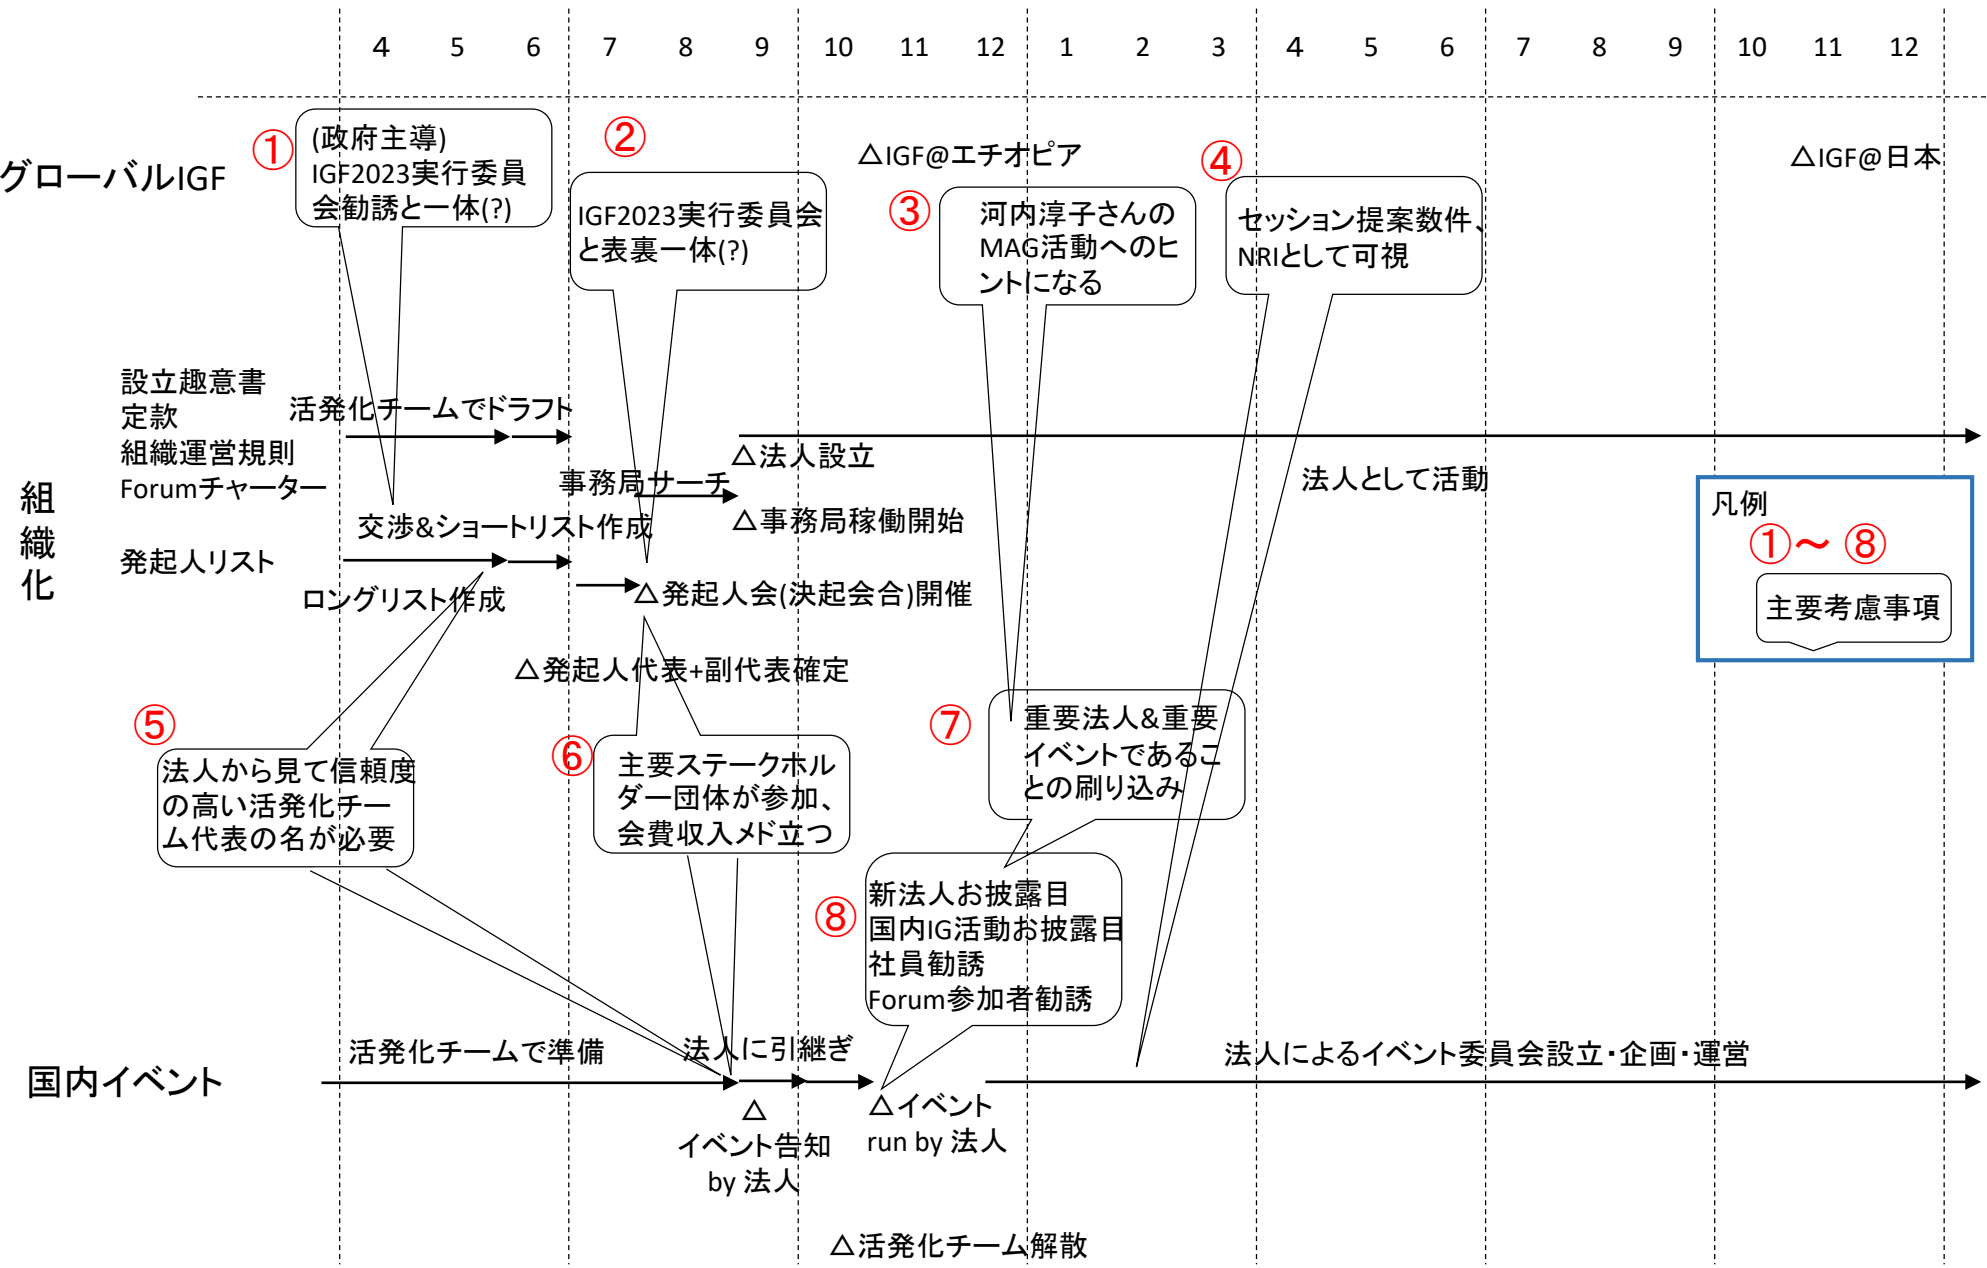 4 5 6 7 8 9 10 11 12 1 2 3 4 5 6 7 8 9 10 11 12
グローバルIGF
①
(政府主導)
IGF2023実行委員
会勧誘と一体(?)
②
IGF2023実行委員会
と表裏一体(?)
△IGF@エチオピア
③
河内淳子さんの
MAG活動へのヒ
ントになる
④
セッション提案数件、
NRIとして可視
△IGF@日本
組
織
化
設立趣意書
定款
組織運営規則
Forumチャーター
活発化チームでドラフト
△法人設立
事務局サーチ
法人として活動
△事務局稼働開始
交渉&ショートリスト作成
発起人リスト
ロングリスト作成
△発起人会(決起会合)開催
△発起人代表+副代表確定
凡例
①～⑧
主要考慮事項
⑤
法人から見て信頼度
の高い活発化チー
ム代表の名が必要
⑥
主要ステークホル
ダー団体が参加、
会費収入メド立つ
⑦
重要法人&重要
イベントであるこ
との刷り込み
⑧
新法人お披露目
国内IG活動お披露目
社員勧誘
Forum参加者勧誘
国内イベント
活発化チームで準備
法人に引継ぎ
法人によるイベント委員会設立・企画・運営
△
イベント告知
by 法人
△イベント
run by 法人
△活発化チーム解散